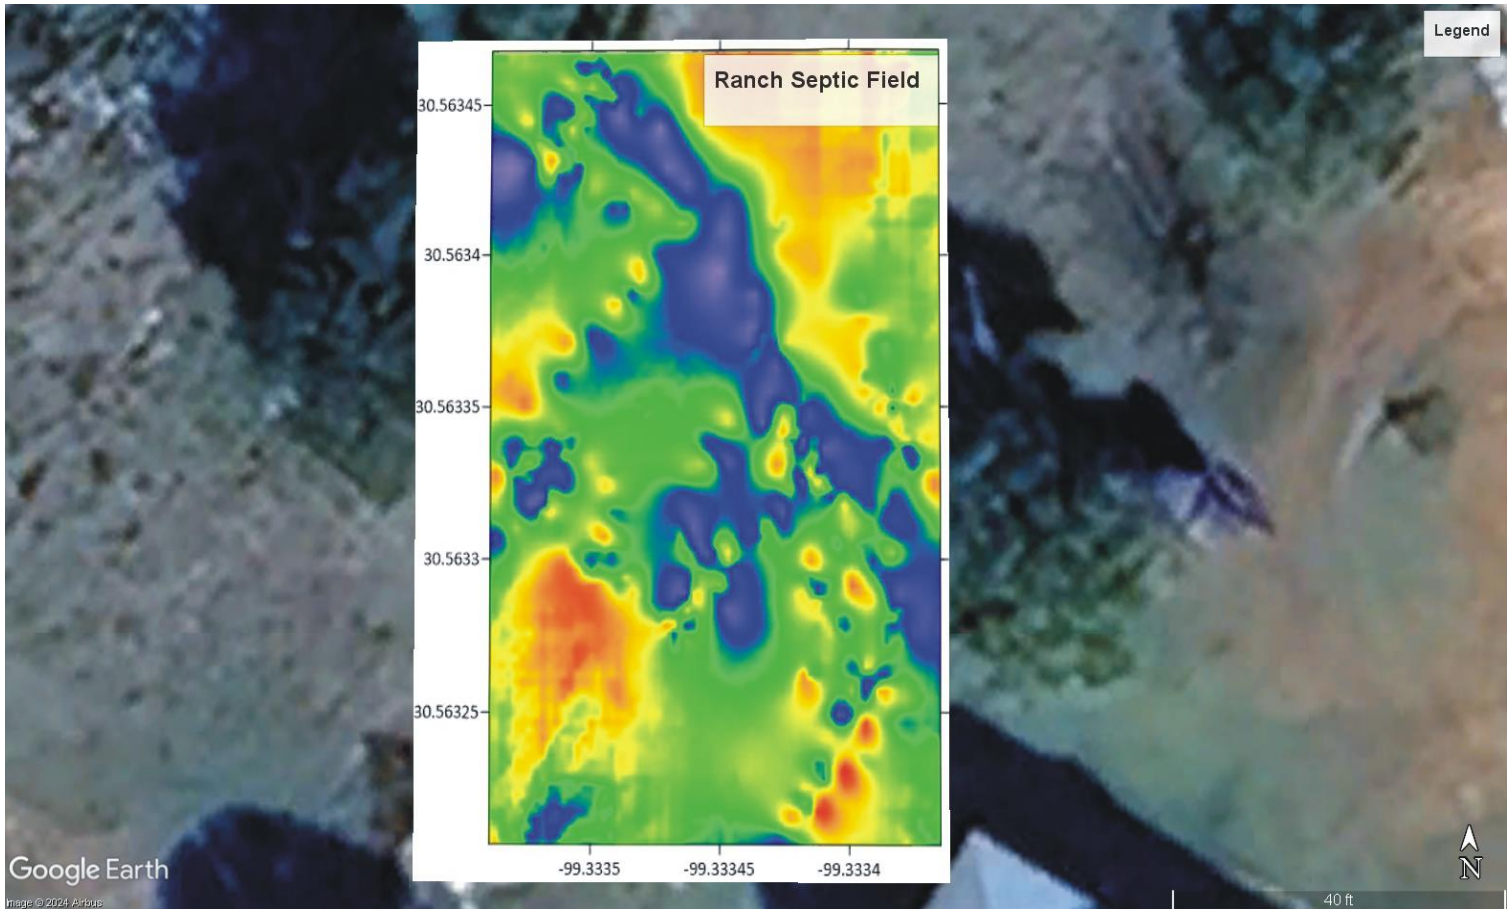 Legend
Ranch Septic Field
30.56345
30.5634
30.56335
30.5633
30.56325
-99.3335
-99.33345
-99.3334
Google Earth
Image © 2024 Airbus
N
40 ft